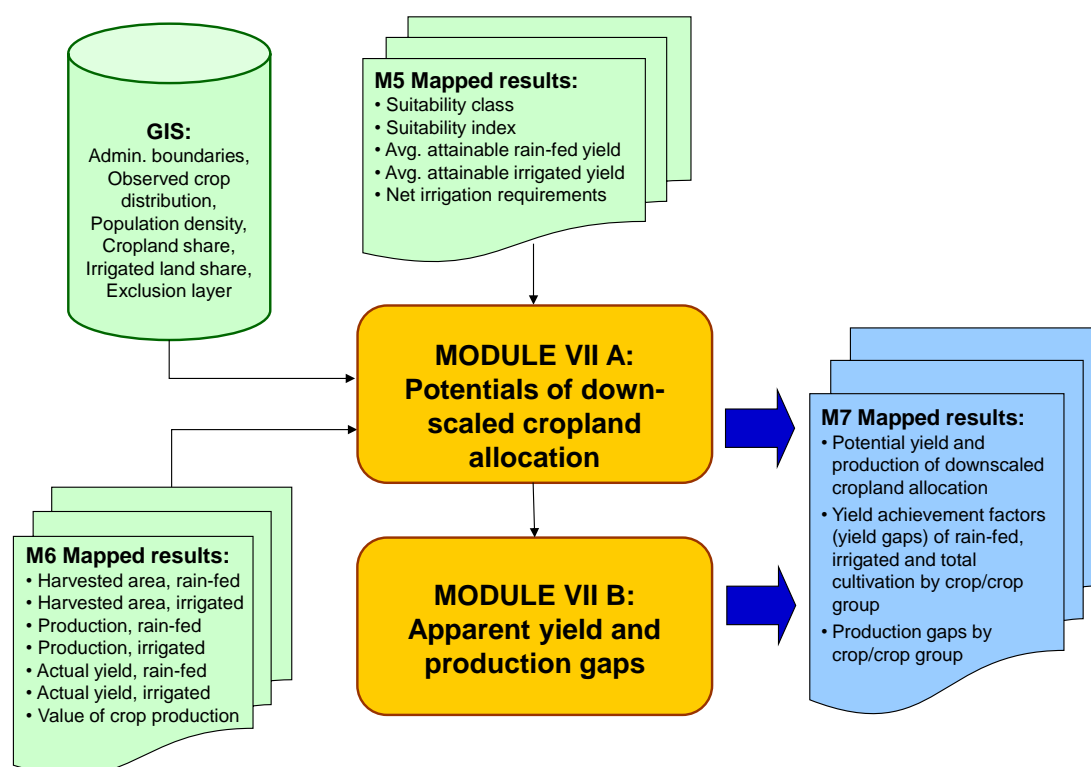 GIS:
Admin. boundaries,
Observed crop
distribution,
Population density,
Cropland share,
Irrigated land share,
Exclusion layer
M5 Mapped results:
• Suitability class
• Suitability index
• Avg. attainable rain-fed yield
• Avg. attainable irrigated yield
• Net irrigation requirements
MODULE VII A:
Potentials of down-
scaled cropland
allocation
M6 Mapped results:
• Harvested area, rain-fed
• Harvested area, irrigated
• Production, rain-fed
• Production, irrigated
• Actual yield, rain-fed
• Actual yield, irrigated
• Value of crop production
MODULE VII B:
Apparent yield and
production gaps
M7 Mapped results:
• Potential yield and
production of downscaled
cropland allocation
• Yield achievement factors
(yield gaps) of rain-fed,
irrigated and total
cultivation by crop/crop
group
• Production gaps by
crop/crop group